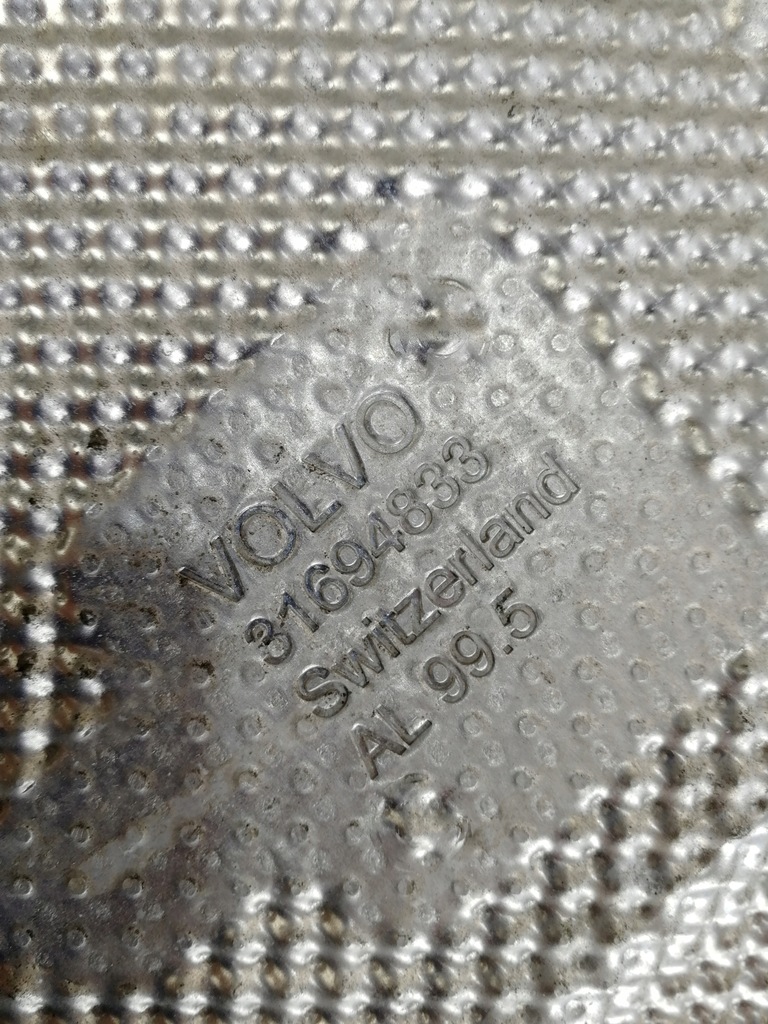 VOLVO
31694833
Switzerland
AL 99.5